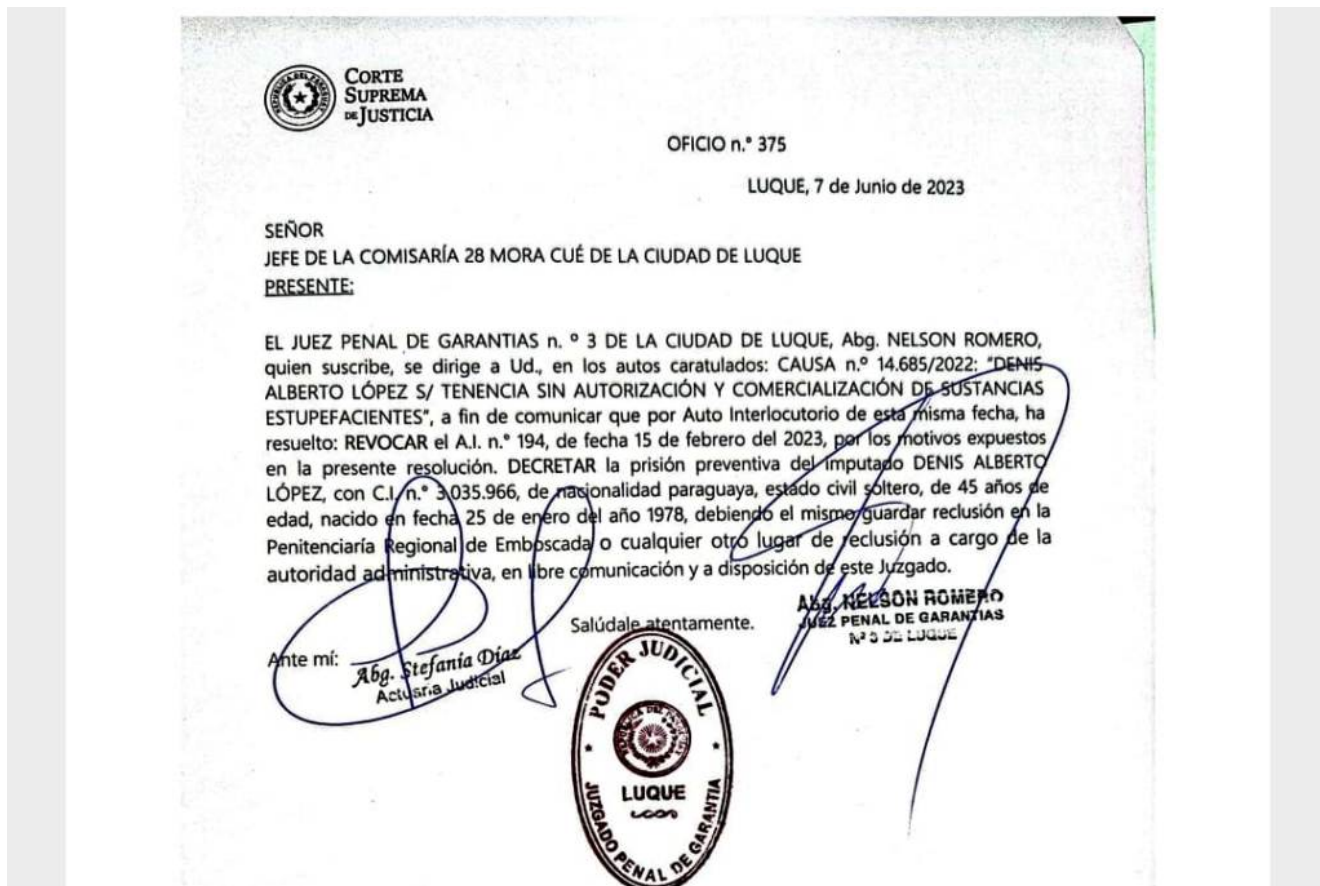 CORTE
SUPREMA
DE JUSTICIA
OFICIO n.° 375
LUQUE, 7 de Junio de 2023
SEÑOR
JEFE DE LA COMISARÍA 28 MORA CUÉ DE LA CIUDAD DE LUQUE
PRESENTE:
EL JUEZ PENAL DE GARANTIAS n. º 3 DE LA CIUDAD DE LUQUE, Abg. NELSON ROMERO,
quien suscribe, se dirige a Ud., en los autos caratulados: CAUSA n.º 14.685/2022: "DENIS
ALBERTO LÓPEZ S/ TENENCIA SIN AUTORIZACIÓN Y COMERCIALIZACIÓN DE SUSTANCIAS
ESTUPEFACIENTES", a fin de comunicar que por Auto Interlocutorio de esta misma fecha, ha
resuelto: REVOCAR el A.I. n.° 194, de fecha 15 de febrero del 2023, por los motivos expuestos
en la presente resolución. DECRETAR la prisión preventiva del imputado DENIS ALBERTO
LÓPEZ, con C.I. n.° 3.035.966, de nacionalidad paraguaya, estado civil soltero, de 45 años de
edad, nacido en fecha 25 de enero del año 1978, debiendo el mismo guardar reclusión en la
Penitenciaría Regional de Emboscada o cualquier otro lugar de reclusión a cargo de la
autoridad administrativa, en libre comunicación y a disposición de este Juzgado.
Salúdale atentamente.
Abg. NELSON ROMERO
JUEZ PENAL DE GARANTIAS
Nº 3 DE LUQUE
Ante mí:
Abg. Stefanía Díaz
Actuaria Judicial
PODER JUDICIAL
LUQUE
JUZGADO PENAL DE GARANTIA